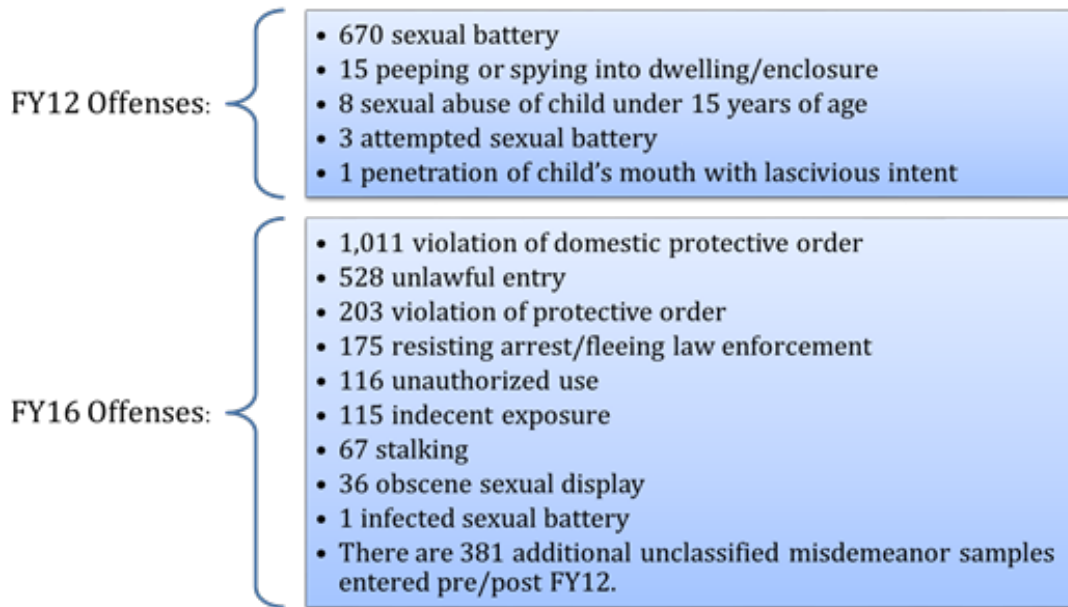 FY12 Offenses:
• 670 sexual battery
• 15 peeping or spying into dwelling/enclosure
• 8 sexual abuse of child under 15 years of age
• 3 attempted sexual battery
• 1 penetration of child's mouth with lascivious intent
FY16 Offenses:
• 1,011 violation of domestic protective order
• 528 unlawful entry
• 203 violation of protective order
• 175 resisting arrest/fleeing law enforcement
• 116 unauthorized use
• 115 indecent exposure
• 67 stalking
• 36 obscene sexual display
• 1 infected sexual battery
• There are 381 additional unclassified misdemeanor samples
entered pre/post FY12.